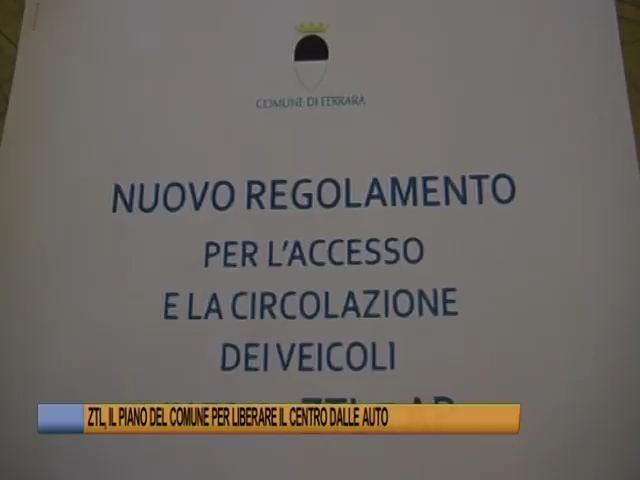 COMUNE DI FERRARA
NUOVO REGOLAMENTO
PER L'ACCESSO
E LA CIRCOLAZIONE
DEI VEICOLI
ZTL, IL PIANO DEL COMUNE PER LIBERARE IL CENTRO DALLE AUTO